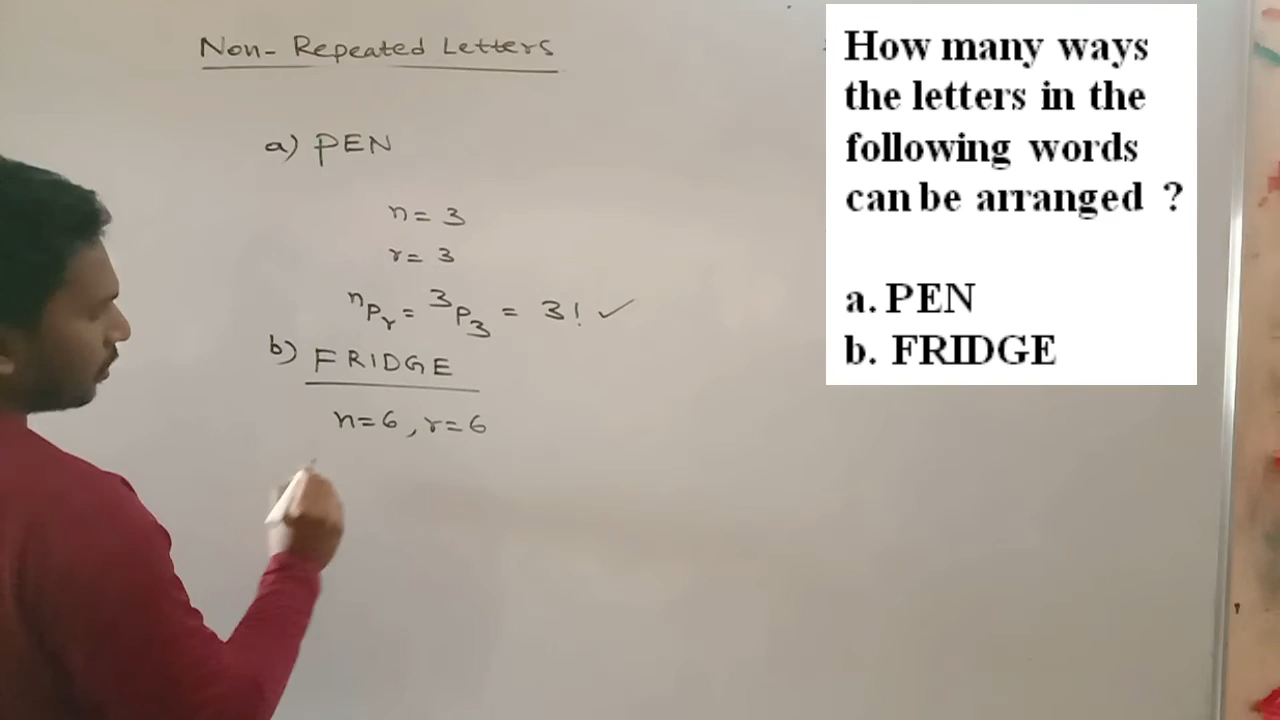 Non- Repeated Letters
a) PEN
n = 3
r = 3
ⁿPᵣ = ³P₃ = 3! ✓
b) FRIDGE
n=6, r=6
How many ways
the letters in the
following words
can be arranged ?
a. PEN
b. FRIDGE